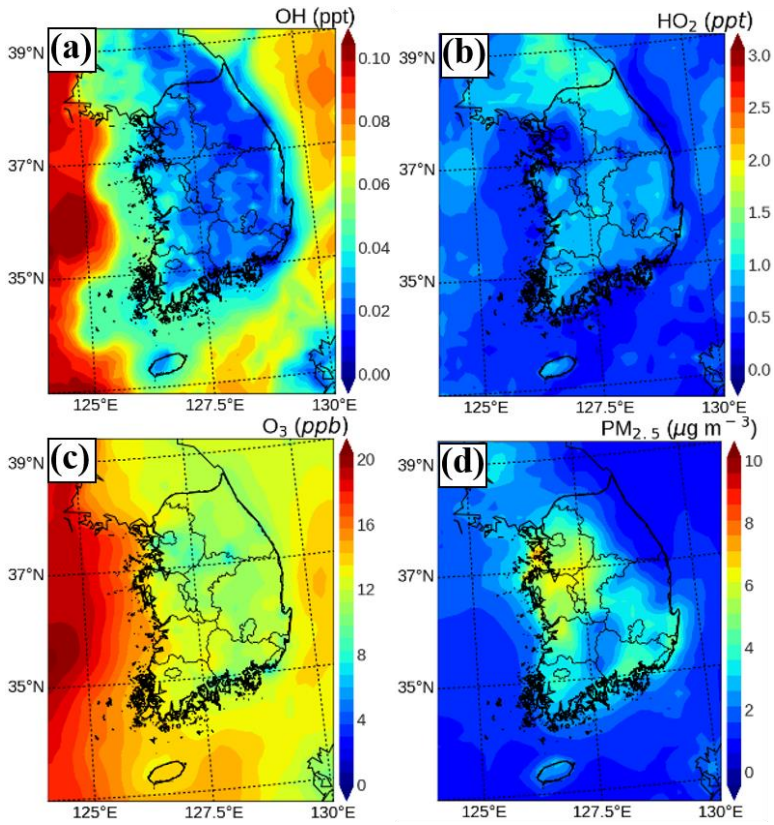 OH (ppt)
(a)
39°N
37°N
35°N
125°E
127.5°E
130°E
0.10
0.08
0.06
0.04
0.02
0.00
HO₂ (ppt)
(b)
39°N
37°N
35°N
125°E
127.5°E
130°E
3.0
2.5
2.0
1.5
1.0
0.5
0.0
O₃ (ppb)
(c)
39°N
37°N
35°N
125°E
127.5°E
130°E
20
16
12
8
4
0
PM₂.₅ (μg m⁻³)
(d)
39°N
37°N
35°N
125°E
127.5°E
130°E
10
8
6
4
2
0